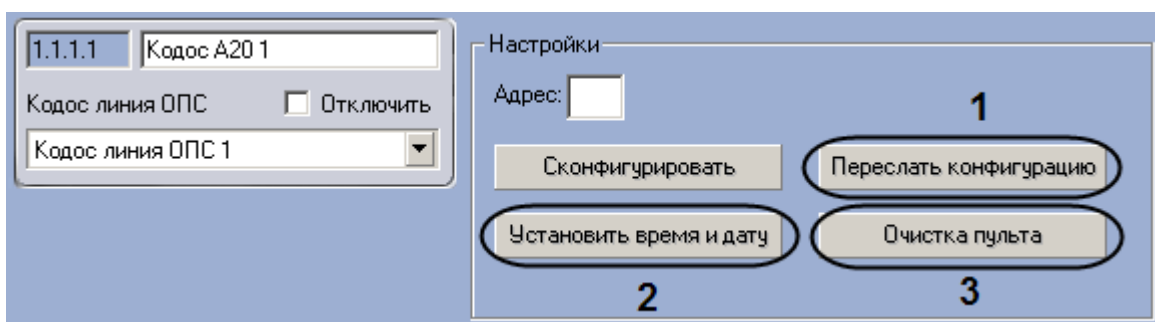 1.1.1.1 Кодос А20 1
Кодос линия ОПС Отключить
Кодос линия ОПС 1
Настройки
Адрес:
1
Сконфигурировать Переслать конфигурацию
Установить время и дату Очистка пульта
2 3